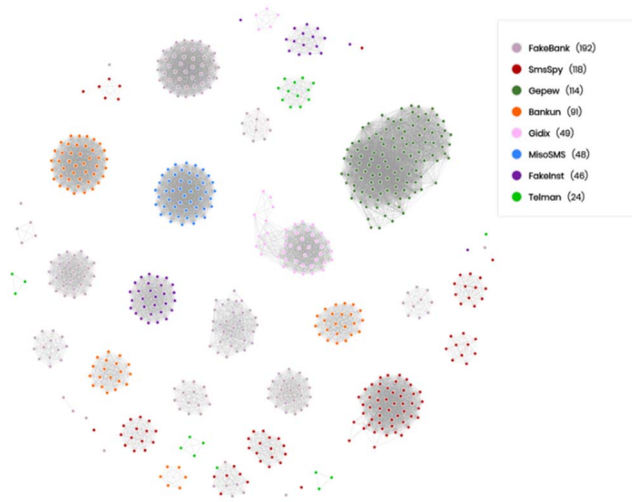 FakeBank (192)
SmsSpy (118)
Gepew (114)
Bankun (91)
Gidix (49)
MisoSMS (48)
FakeInst (46)
Telman (24)